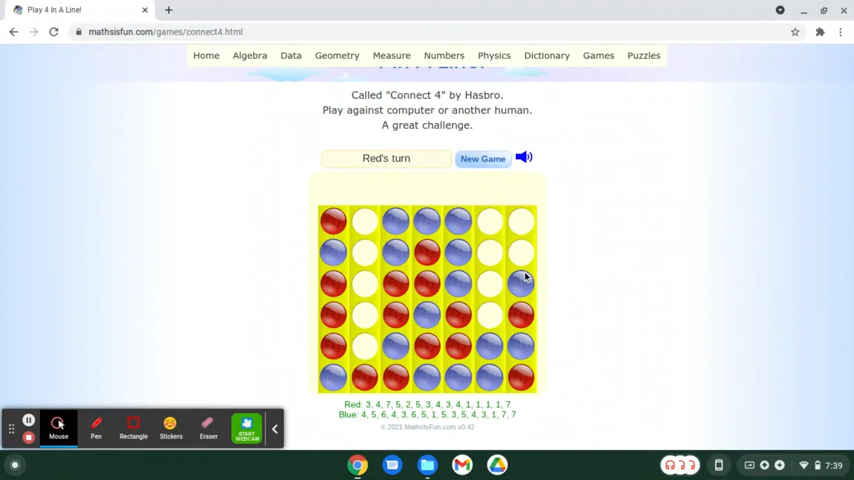 Play 4 In A Line!
mathsisfun.com/games/connect4.html
Home Algebra Data Geometry Measure Numbers Physics Dictionary Games Puzzles
Called "Connect 4" by Hasbro.
Play against computer or another human.
A great challenge.
Red's turn New Game
Red: 3, 4, 7, 5, 2, 5, 3, 4, 3, 4, 1, 1, 1, 1, 7
Blue: 4, 5, 6, 4, 3, 6, 5, 1, 5, 3, 5, 4, 3, 1, 7, 7
© 2021 MathsIsFun.com v0.42
Mouse Pen Rectangle Stickers Eraser START WEBCAM
7:39